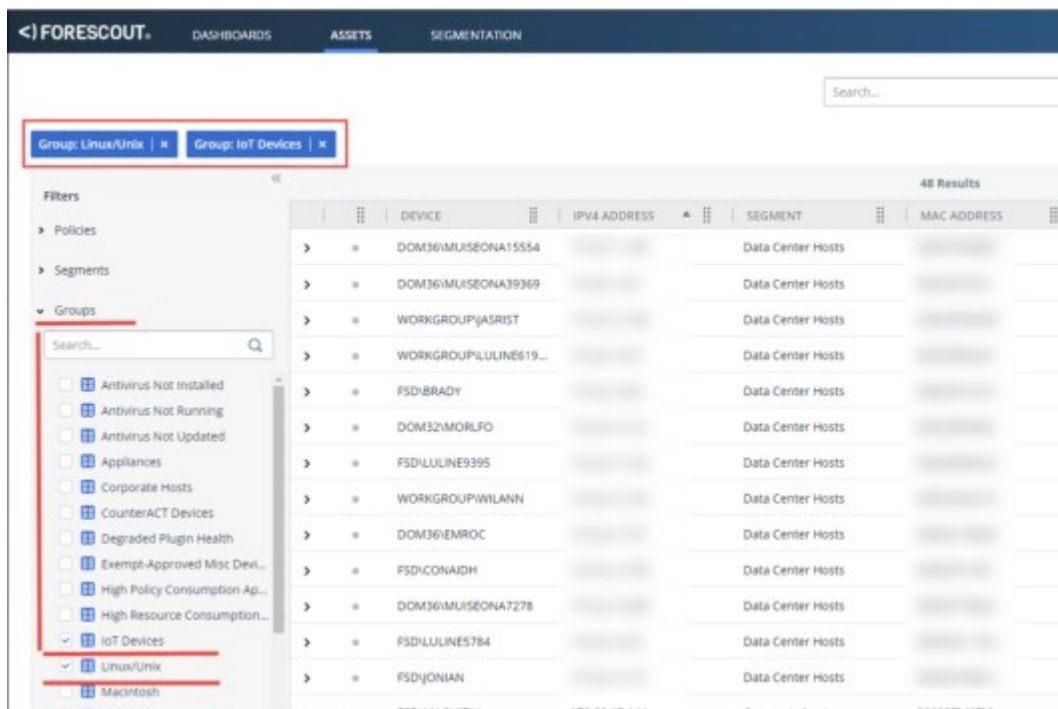 <) FORESCOUT. DASHBOARDS ASSETS SEGMENTATION
Search...
Group: Linux/Unix | × Group: IoT Devices | ×
«
Filters
48 Results
DEVICE IPV4 ADDRESS SEGMENT MAC ADDRESS
Policies
DOM36\MUISEONA15554 Data Center Hosts
Segments
DOM36\MUISEONA39369 Data Center Hosts
Groups
WORKGROUP\JASRIST Data Center Hosts
Search...
WORKGROUP\LULINE619... Data Center Hosts
Antivirus Not Installed
FSD\BRADY Data Center Hosts
Antivirus Not Running
DOM32\MORLFO Data Center Hosts
Antivirus Not Updated
Appliances
FSD\LULINE9395 Data Center Hosts
Corporate Hosts
WORKGROUP\WILANN Data Center Hosts
CounterACT Devices
Degraded Plugin Health
DOM36\EMROC Data Center Hosts
Exempt-Approved Misc Devi...
FSD\CONAIDH Data Center Hosts
High Policy Consumption Ap...
High Resource Consumption...
DOM36\MUISEONA7278 Data Center Hosts
IoT Devices
FSD\LULINE5784 Data Center Hosts
Linux/Unix
FSD\JONIAN Data Center Hosts
Macintosh